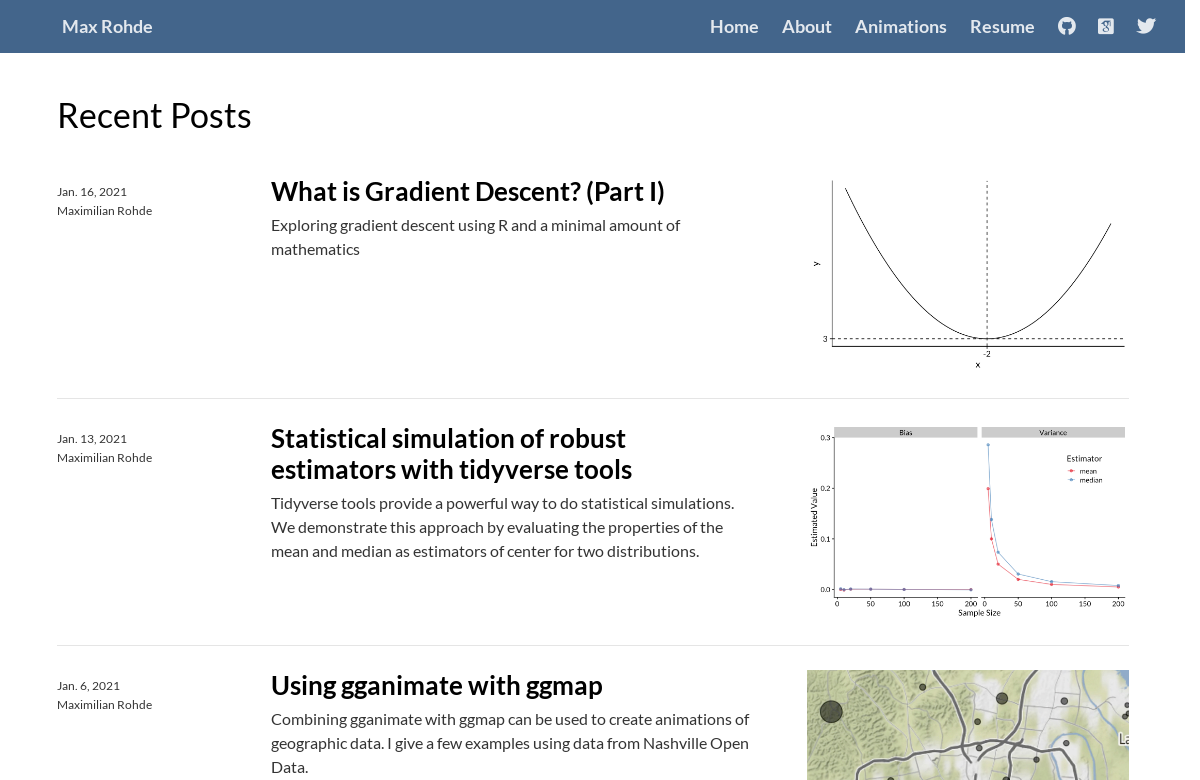 Max Rohde
Home About Animations Resume
Recent Posts
Jan. 16, 2021
Maximilian Rohde
What is Gradient Descent? (Part I)
Exploring gradient descent using R and a minimal amount of
mathematics
y
3
-2
x
Jan. 13, 2021
Maximilian Rohde
Statistical simulation of robust
estimators with tidyverse tools
Tidyverse tools provide a powerful way to do statistical simulations.
We demonstrate this approach by evaluating the properties of the
mean and median as estimators of center for two distributions.
Bias Variance
Estimator
mean
median
Estimated Value
0.3
0.2
0.1
0.0
0 50 100 150 200 0 50 100 150 200
Sample Size
Jan. 6, 2021
Maximilian Rohde
Using gganimate with ggmap
Combining gganimate with ggmap can be used to create animations of
geographic data. I give a few examples using data from Nashville Open
Data.
La